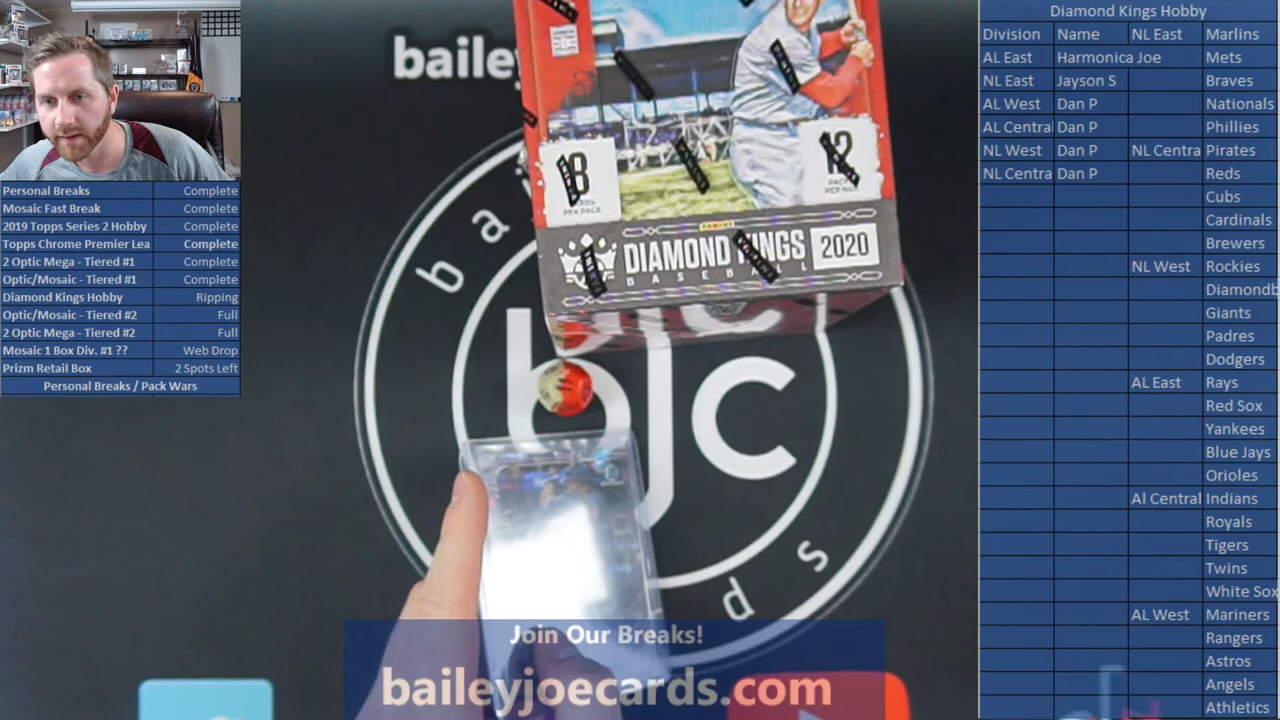 Personal Breaks Complete
Mosaic Fast Break Complete
2019 Topps Series 2 Hobby Complete
Topps Chrome Premier Lea Complete
2 Optic Mega - Tiered #1 Complete
Optic/Mosaic - Tiered #1 Complete
Diamond Kings Hobby Ripping
Optic/Mosaic - Tiered #2 Full
2 Optic Mega - Tiered #2 Full
Mosaic 1 Box Div. #1 ?? Web Drop
Prizm Retail Box 2 Spots Left
Personal Breaks / Pack Wars
bailey
8
12
DIAMOND KINGS 2020
BASEBALL
ba
bjc
ds
Join Our Breaks!
baileyjoecards.com
Diamond Kings Hobby
Division Name NL East Marlins
AL East Harmonica Joe Mets
NL East Jayson S Braves
AL West Dan P Nationals
AL Central Dan P Phillies
NL West Dan P NL Centra Pirates
NL Centra Dan P Reds
Cubs
Cardinals
Brewers
NL West Rockies
Diamondb
Giants
Padres
Dodgers
AL East Rays
Red Sox
Yankees
Blue Jays
Orioles
Al Central Indians
Royals
Tigers
Twins
White Sox
AL West Mariners
Rangers
Astros
Angels
Athletics